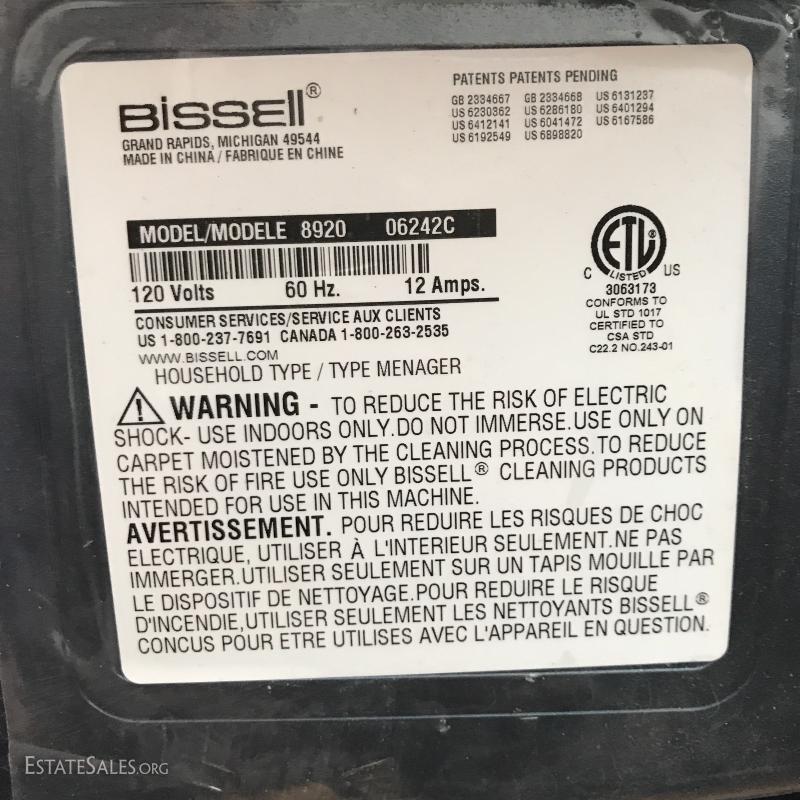 BISSELL®
GRAND RAPIDS, MICHIGAN 49544
MADE IN CHINA / FABRIQUE EN CHINE
PATENTS PATENTS PENDING
GB 2334667 GB 2334668 US 6131237
US 6230362 US 6286180 US 6401294
US 6412141 US 6041472 US 6167586
US 6192549 US 6898820
MODEL/MODELE 8920 06242C
120 Volts 60 Hz. 12 Amps.
CONSUMER SERVICES/SERVICE AUX CLIENTS
US 1-800-237-7691 CANADA 1-800-263-2535
WWW.BISSELL.COM
HOUSEHOLD TYPE / TYPE MENAGER
ETL®
C LISTED US
3063173
CONFORMS TO
UL STD 1017
CERTIFIED TO
CSA STD
C22.2 NO.243-01
! WARNING - TO REDUCE THE RISK OF ELECTRIC
SHOCK- USE INDOORS ONLY.DO NOT IMMERSE.USE ONLY ON
CARPET MOISTENED BY THE CLEANING PROCESS.TO REDUCE
THE RISK OF FIRE USE ONLY BISSELL® CLEANING PRODUCTS
INTENDED FOR USE IN THIS MACHINE.
AVERTISSEMENT. POUR REDUIRE LES RISQUES DE CHOC
ELECTRIQUE, UTILISER À L'INTERIEUR SEULEMENT.NE PAS
IMMERGER.UTILISER SEULEMENT SUR UN TAPIS MOUILLE PAR
LE DISPOSITIF DE NETTOYAGE.POUR REDUIRE LE RISQUE
D'INCENDIE,UTILISER SEULEMENT LES NETTOYANTS BISSELL®
CONCUS POUR ETRE UTILISES AVEC L'APPAREIL EN QUESTION.
ESTATESALES.ORG